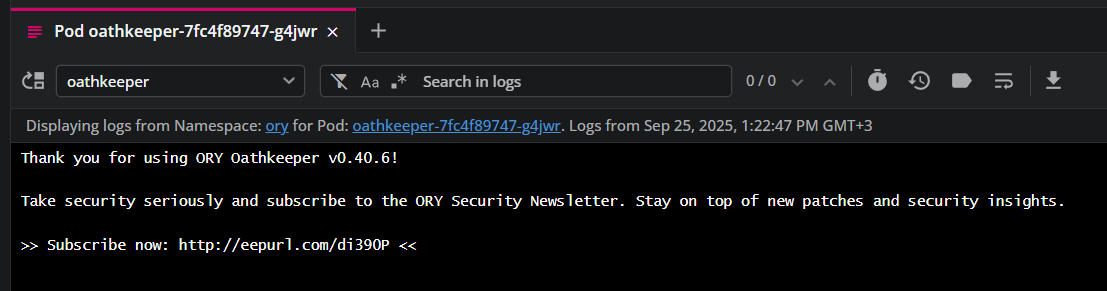 Pod oathkeeper-7fc4f89747-g4jwr
oathkeeper
Aa
.*
Search in logs
0 / 0
Displaying logs from Namespace: ory for Pod: oathkeeper-7fc4f89747-g4jwr. Logs from Sep 25, 2025, 1:22:47 PM GMT+3
Thank you for using ORY Oathkeeper v0.40.6!
Take security seriously and subscribe to the ORY Security Newsletter. Stay on top of new patches and security insights.
>> Subscribe now: http://eepurl.com/di390P <<